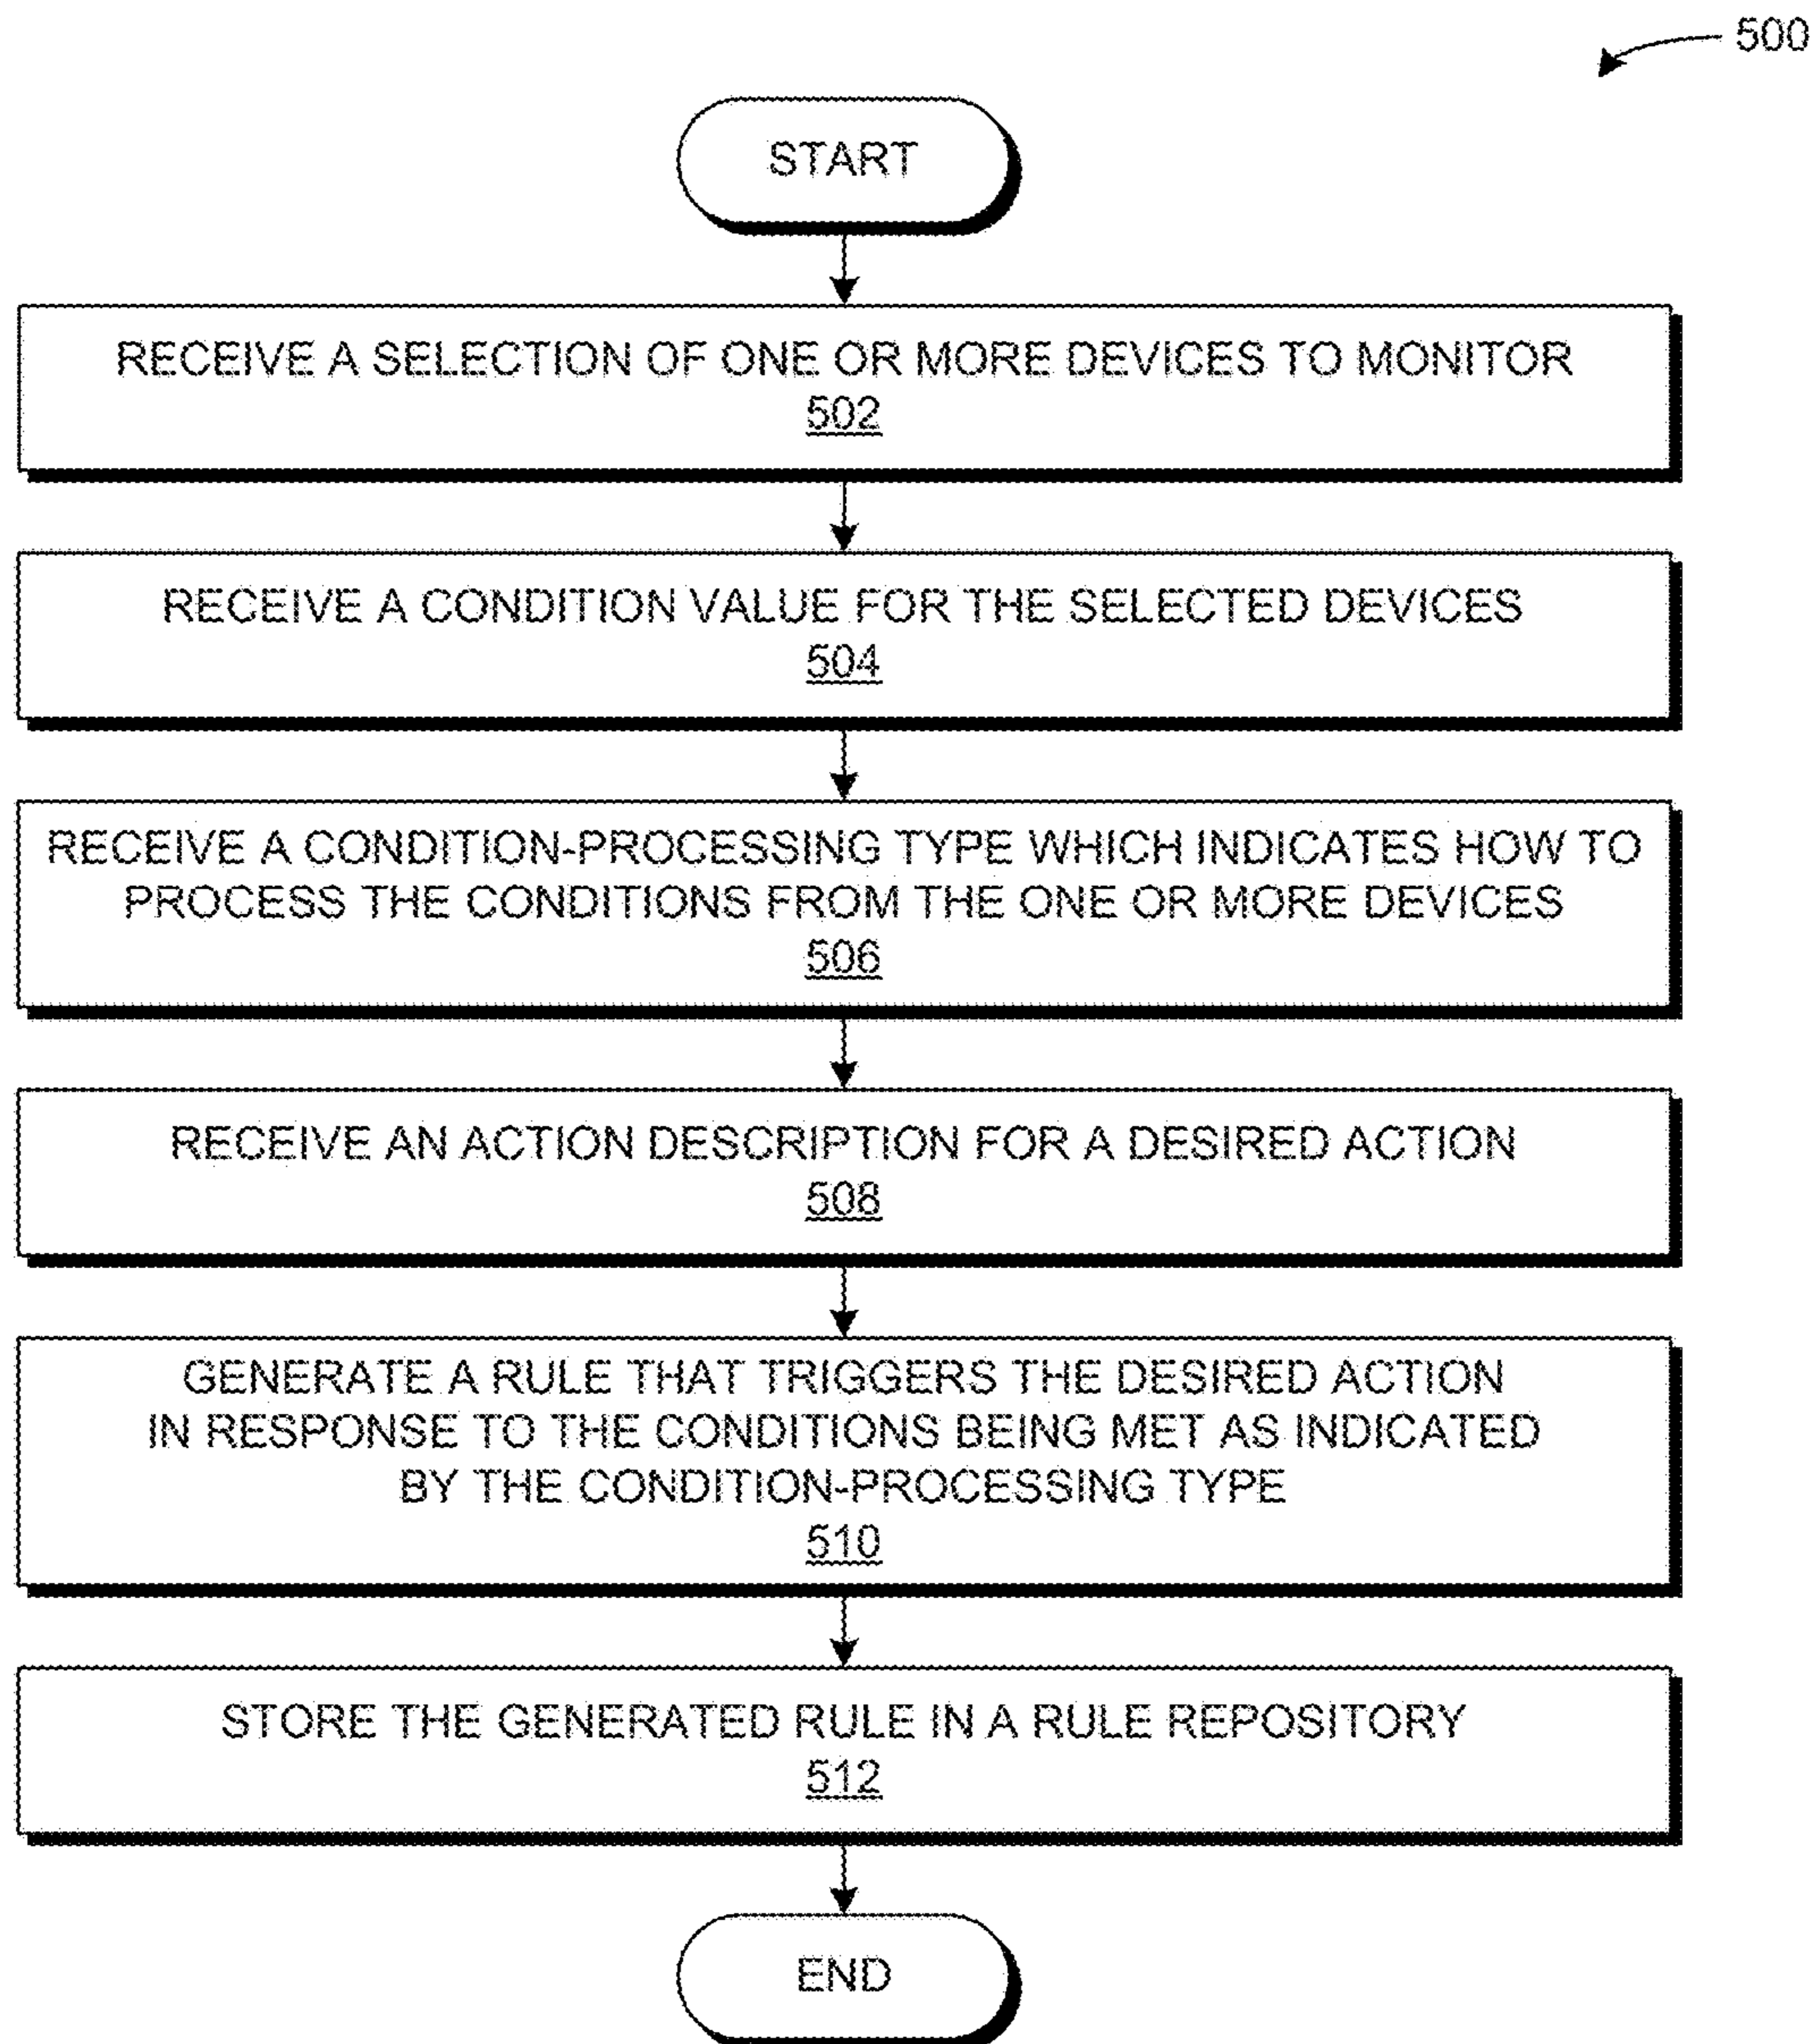 500
START
RECEIVE A SELECTION OF ONE OR MORE DEVICES TO MONITOR
502
RECEIVE A CONDITION VALUE FOR THE SELECTED DEVICES
504
RECEIVE A CONDITION-PROCESSING TYPE WHICH INDICATES HOW TO
PROCESS THE CONDITIONS FROM THE ONE OR MORE DEVICES
506
RECEIVE AN ACTION DESCRIPTION FOR A DESIRED ACTION
508
GENERATE A RULE THAT TRIGGERS THE DESIRED ACTION
IN RESPONSE TO THE CONDITIONS BEING MET AS INDICATED
BY THE CONDITION-PROCESSING TYPE
510
STORE THE GENERATED RULE IN A RULE REPOSITORY
512
END